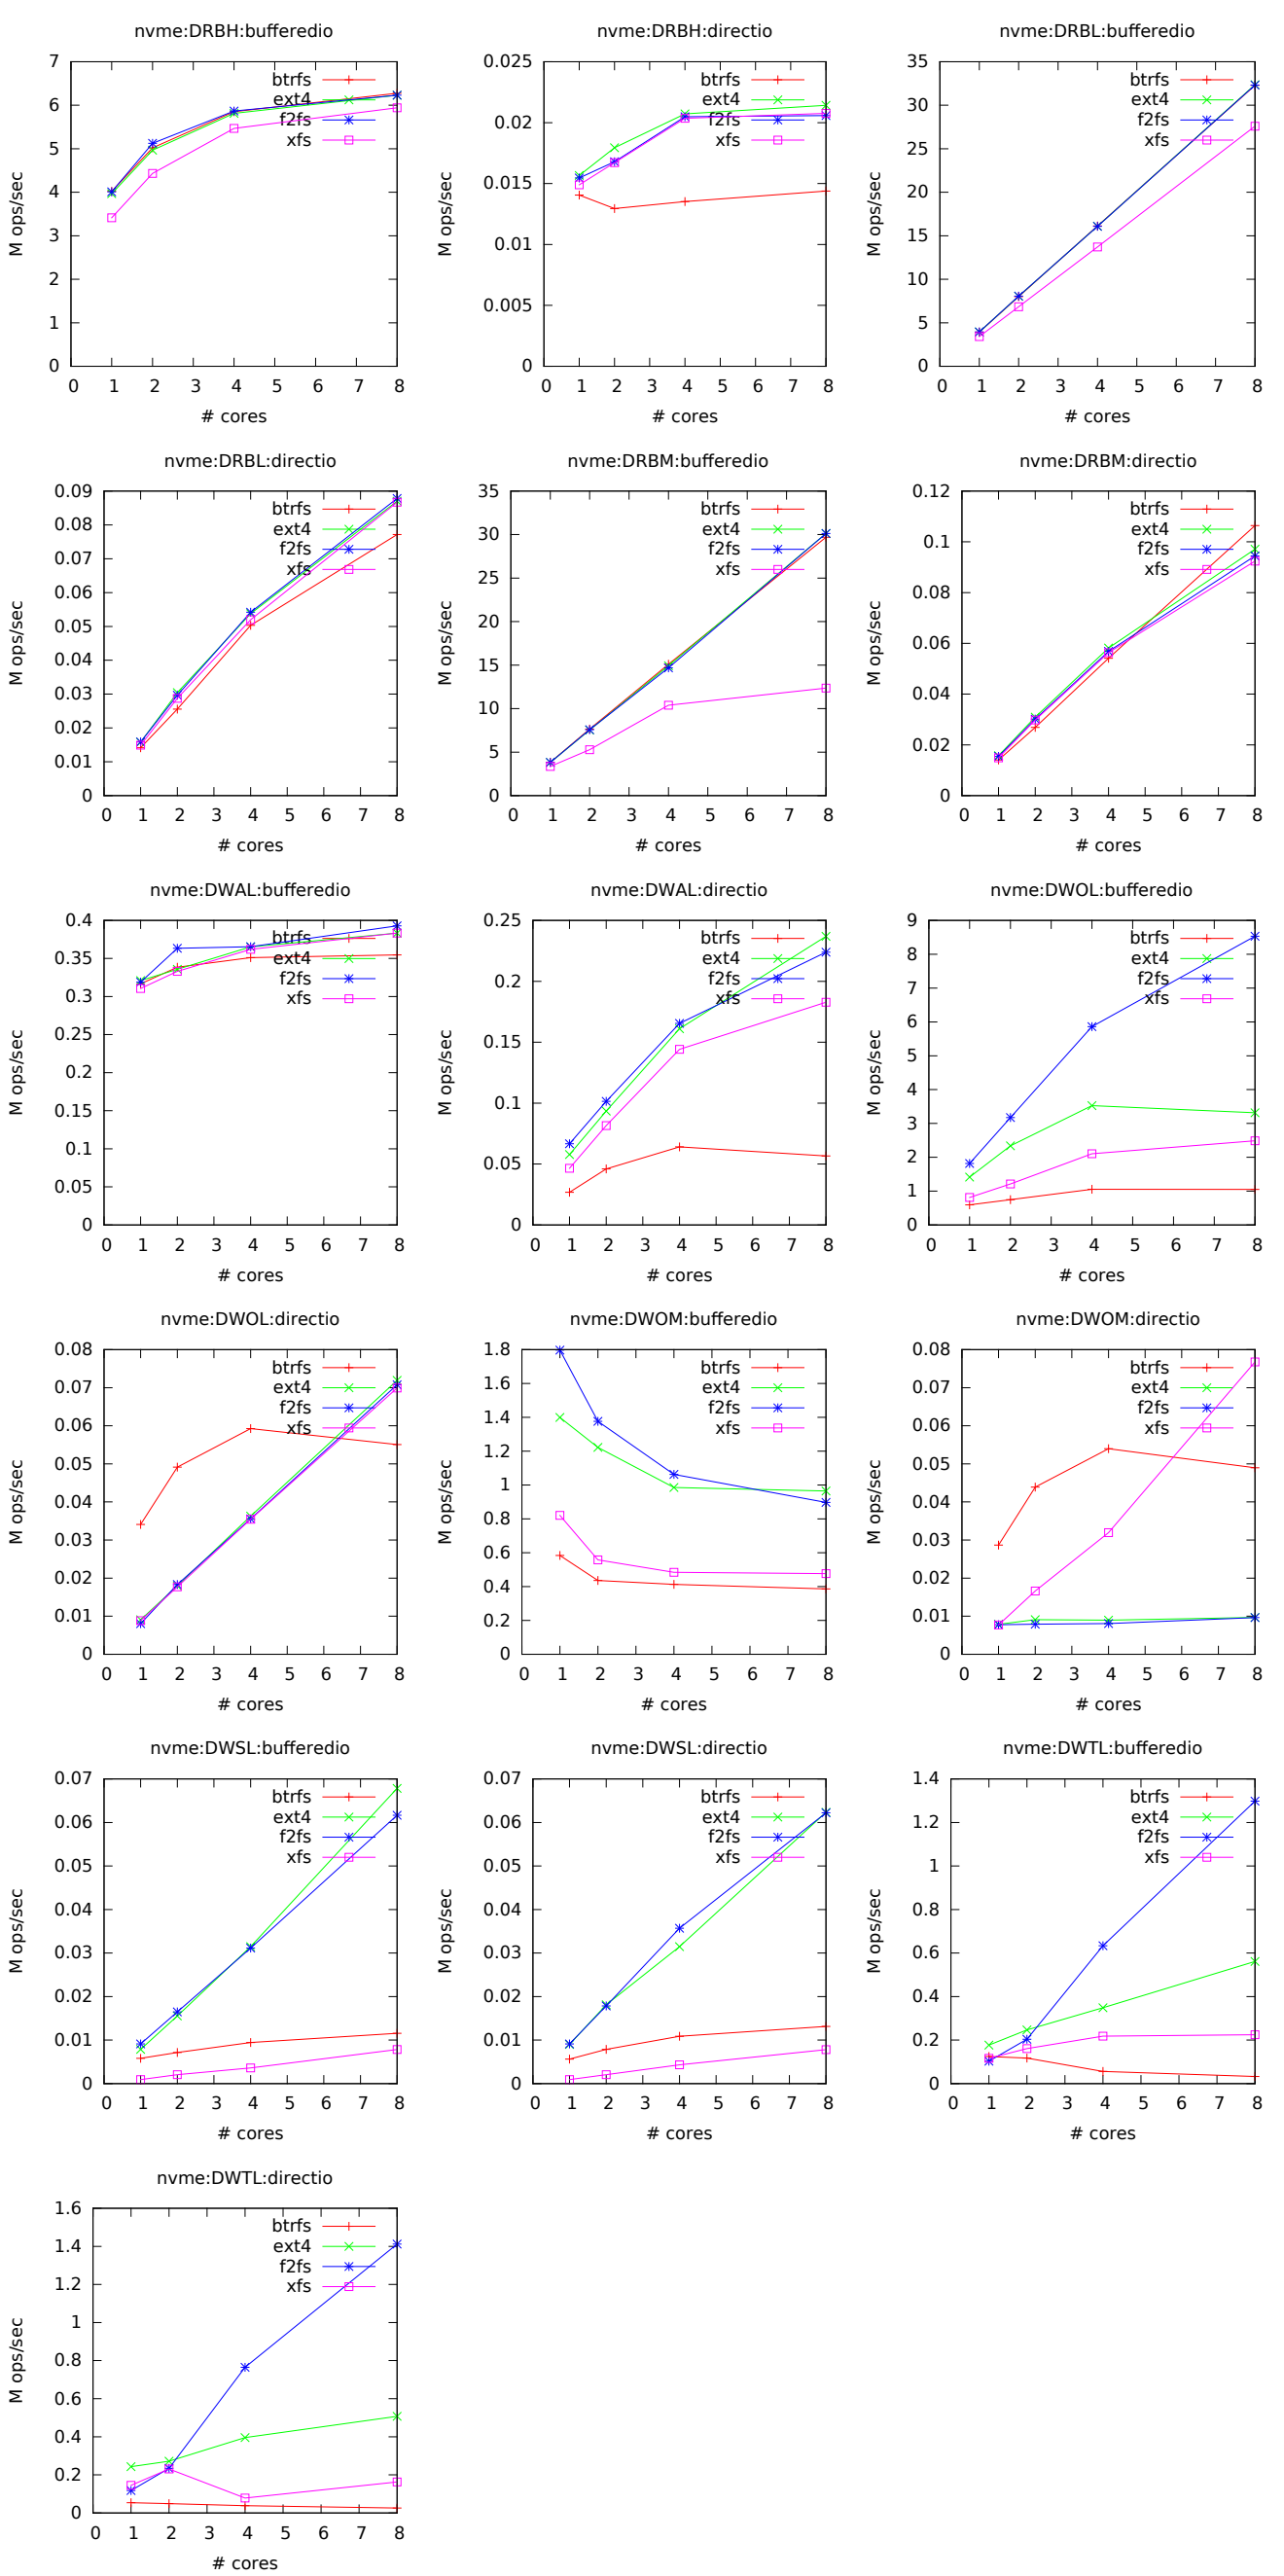 nvme:DRBH:bufferedio
7
6
5
4
3
2
1
0
M ops/sec
btrfs
ext4
f2fs
xfs
0 1 2 3 4 5 6 7 8
# cores
nvme:DRBH:directio
0.025
0.02
0.015
0.01
0.005
0
M ops/sec
btrfs
ext4
f2fs
xfs
0 1 2 3 4 5 6 7 8
# cores
nvme:DRBL:bufferedio
35
30
25
20
15
10
5
0
M ops/sec
btrfs
ext4
f2fs
xfs
0 1 2 3 4 5 6 7 8
# cores
nvme:DRBL:directio
0.09
0.08
0.07
0.06
0.05
0.04
0.03
0.02
0.01
0
M ops/sec
btrfs
ext4
f2fs
xfs
0 1 2 3 4 5 6 7 8
# cores
nvme:DRBM:bufferedio
35
30
25
20
15
10
5
0
M ops/sec
btrfs
ext4
f2fs
xfs
0 1 2 3 4 5 6 7 8
# cores
nvme:DRBM:directio
0.12
0.1
0.08
0.06
0.04
0.02
0
M ops/sec
btrfs
ext4
f2fs
xfs
0 1 2 3 4 5 6 7 8
# cores
nvme:DWAL:bufferedio
0.4
0.35
0.3
0.25
0.2
0.15
0.1
0.05
0
M ops/sec
btrfs
ext4
f2fs
xfs
0 1 2 3 4 5 6 7 8
# cores
nvme:DWAL:directio
0.25
0.2
0.15
0.1
0.05
0
M ops/sec
btrfs
ext4
f2fs
xfs
0 1 2 3 4 5 6 7 8
# cores
nvme:DWOL:bufferedio
9
8
7
6
5
4
3
2
1
0
M ops/sec
btrfs
ext4
f2fs
xfs
0 1 2 3 4 5 6 7 8
# cores
nvme:DWOL:directio
0.08
0.07
0.06
0.05
0.04
0.03
0.02
0.01
0
M ops/sec
btrfs
ext4
f2fs
xfs
0 1 2 3 4 5 6 7 8
# cores
nvme:DWOM:bufferedio
1.8
1.6
1.4
1.2
1
0.8
0.6
0.4
0.2
0
M ops/sec
btrfs
ext4
f2fs
xfs
0 1 2 3 4 5 6 7 8
# cores
nvme:DWOM:directio
0.08
0.07
0.06
0.05
0.04
0.03
0.02
0.01
0
M ops/sec
btrfs
ext4
f2fs
xfs
0 1 2 3 4 5 6 7 8
# cores
nvme:DWSL:bufferedio
0.07
0.06
0.05
0.04
0.03
0.02
0.01
0
M ops/sec
btrfs
ext4
f2fs
xfs
0 1 2 3 4 5 6 7 8
# cores
nvme:DWSL:directio
0.07
0.06
0.05
0.04
0.03
0.02
0.01
0
M ops/sec
btrfs
ext4
f2fs
xfs
0 1 2 3 4 5 6 7 8
# cores
nvme:DWTL:bufferedio
1.4
1.2
1
0.8
0.6
0.4
0.2
0
M ops/sec
btrfs
ext4
f2fs
xfs
0 1 2 3 4 5 6 7 8
# cores
nvme:DWTL:directio
1.6
1.4
1.2
1
0.8
0.6
0.4
0.2
0
M ops/sec
btrfs
ext4
f2fs
xfs
0 1 2 3 4 5 6 7 8
# cores